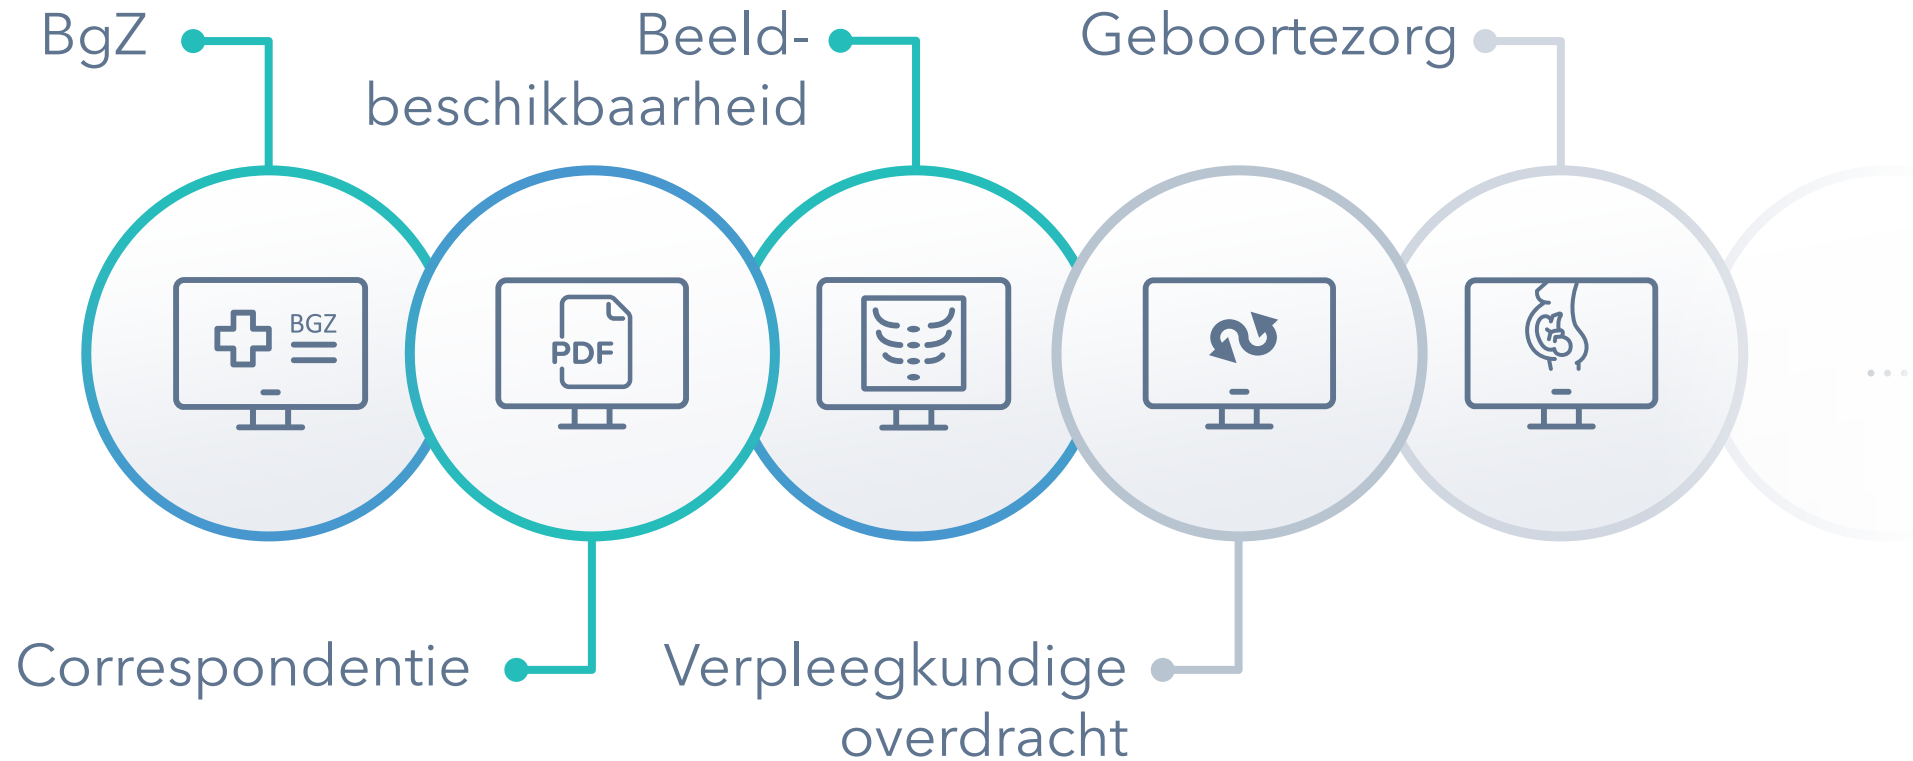 BgZ
Beeld-
beschikbaarheid
Geboortezorg
BGZ
PDF
...
Correspondentie
Verpleegkundige
overdracht